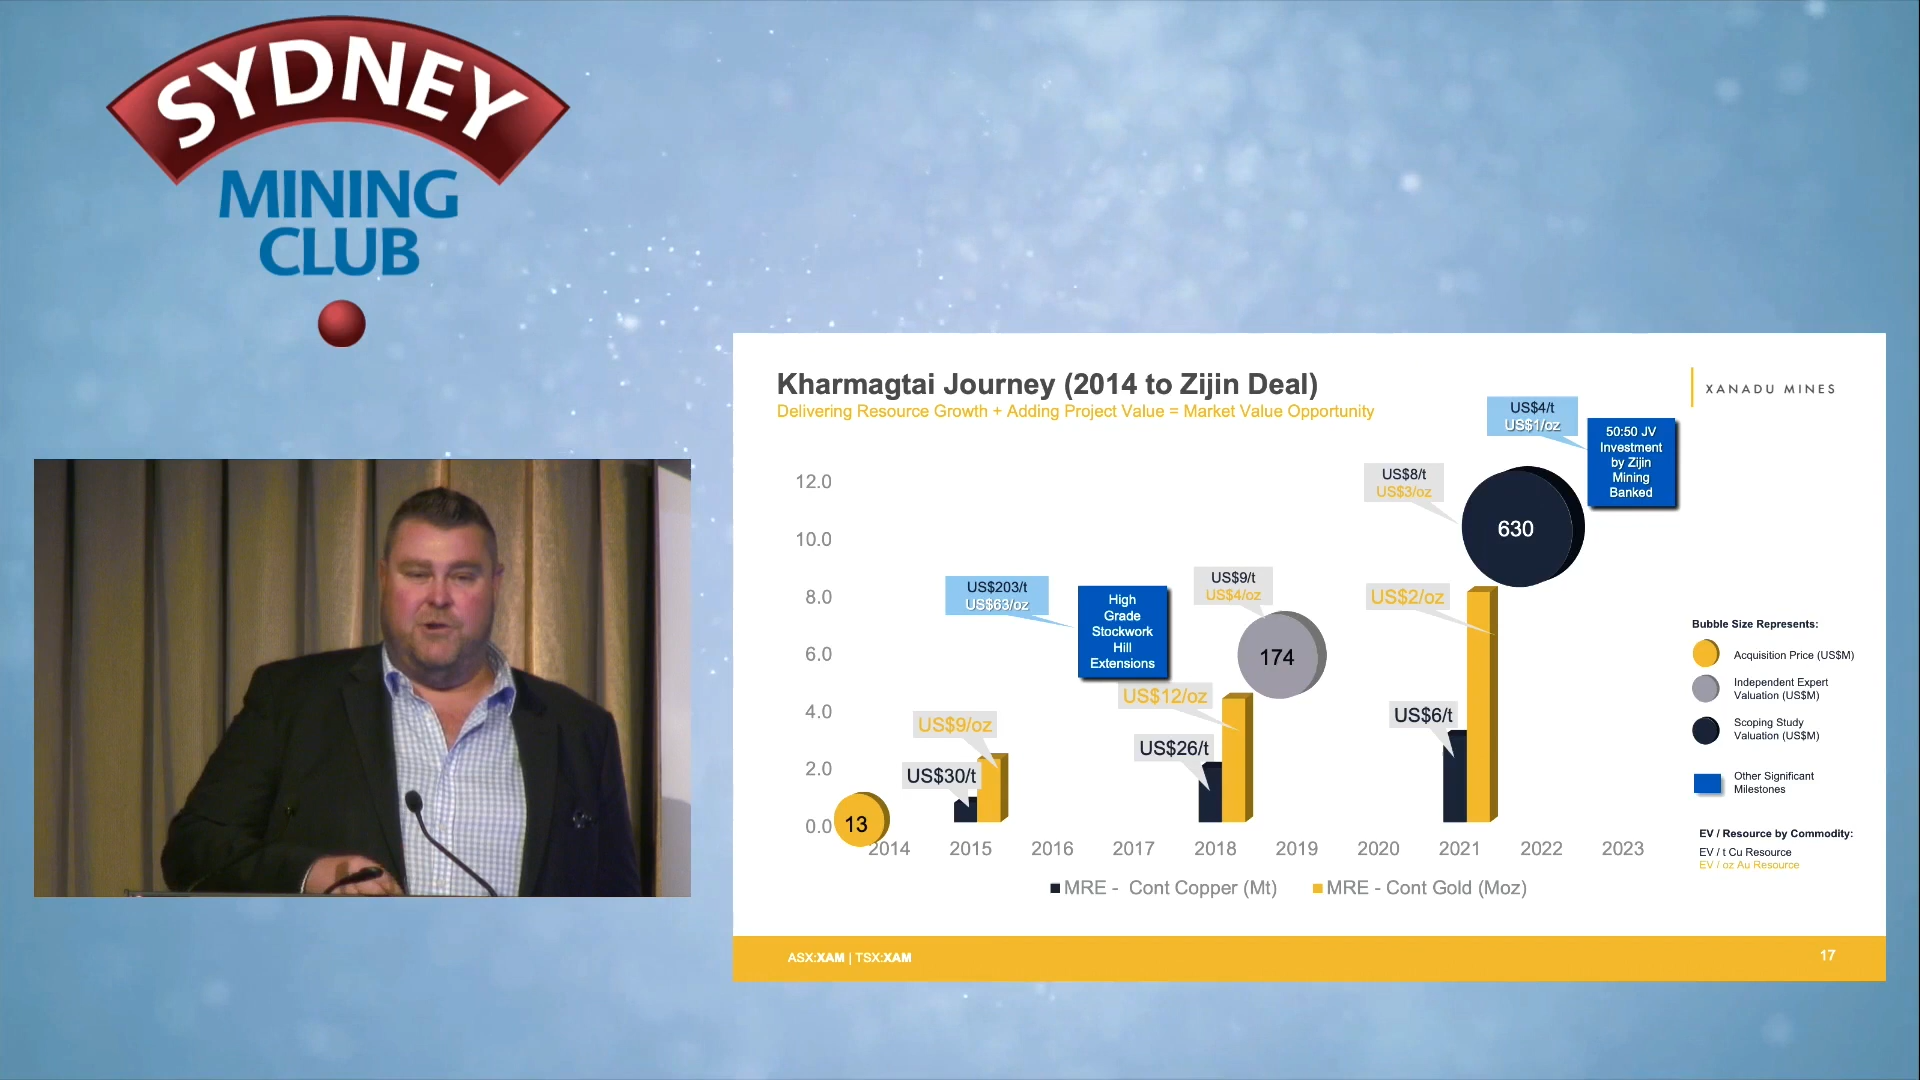 SYDNEY
MINING
CLUB
Kharmagtai Journey (2014 to Zijin Deal)
Delivering Resource Growth + Adding Project Value = Market Value Opportunity
XANADU MINES
US$4/t
US$1/oz
50:50 JV
Investment
by Zijin
Mining
Banked
US$8/t
US$3/oz
630
12.0
10.0
8.0
6.0
4.0
2.0
0.0
US$203/t
US$63/oz
High
Grade
Stockwork
Hill
Extensions
US$9/t
US$4/oz
174
US$2/oz
US$12/oz
US$9/oz
US$6/t
US$26/t
US$30/t
13
2014 2015 2016 2017 2018 2019 2020 2021 2022 2023
MRE - Cont Copper (Mt) MRE - Cont Gold (Moz)
Bubble Size Represents:
Acquisition Price (US$M)
Independent Expert
Valuation (US$M)
Scoping Study
Valuation (US$M)
Other Significant
Milestones
EV / Resource by Commodity:
EV / t Cu Resource
EV / oz Au Resource
ASX:XAM | TSX:XAM
17